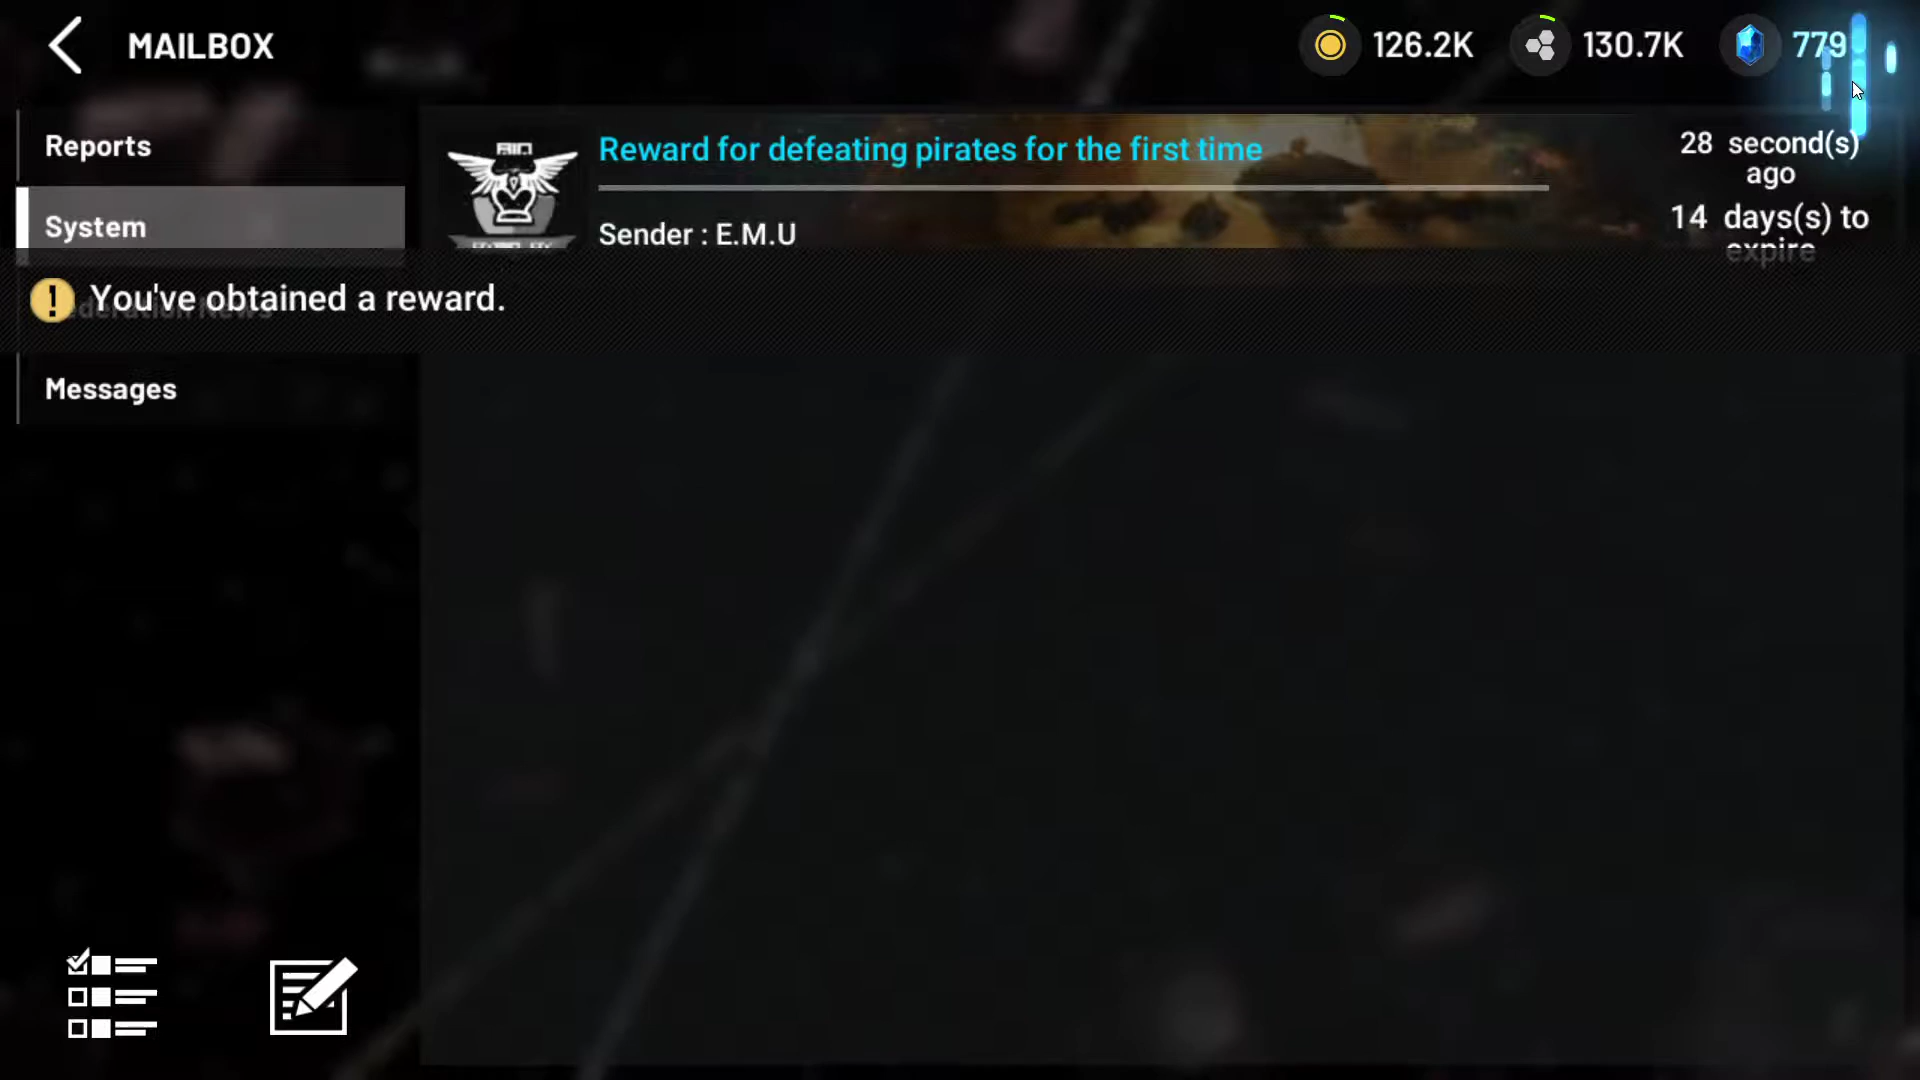 MAILBOX
126.2K
130.7K
779
Reports
System
Messages
Reward for defeating pirates for the first time
Sender : E.M.U
28 second(s)
ago
14 days(s) to
expire
You've obtained a reward.